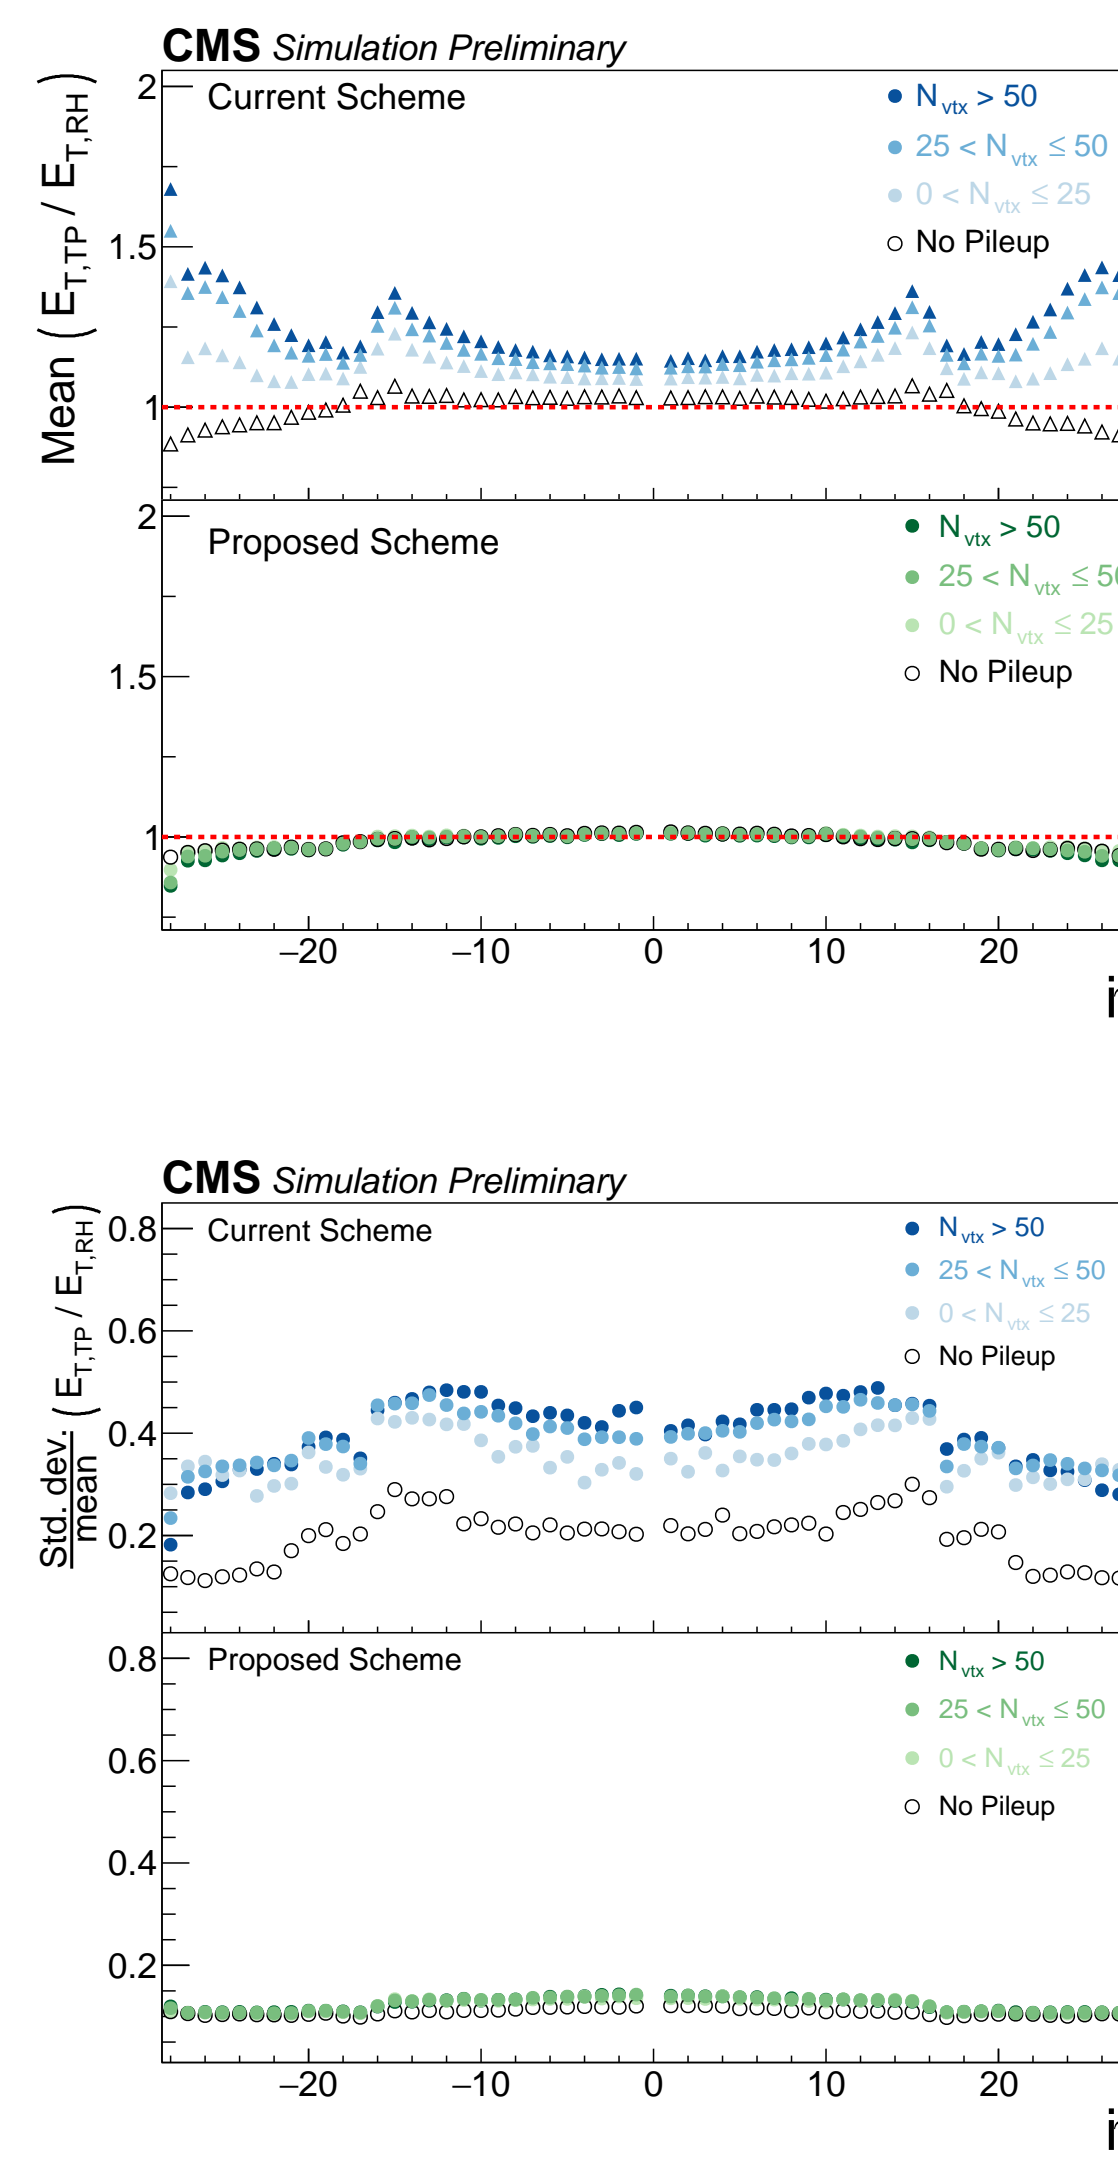 CMS Simulation Preliminary
Mean ( E_T,TP / E_T,RH )
Current Scheme
N_vtx > 50
25 < N_vtx ≤ 50
0 < N_vtx ≤ 25
No Pileup
2
1.5
1
Proposed Scheme
N_vtx > 50
25 < N_vtx ≤ 50
0 < N_vtx ≤ 25
No Pileup
2
1.5
1
−20 −10 0 10 20
CMS Simulation Preliminary
Std. dev. / mean ( E_T,TP / E_T,RH )
Current Scheme
N_vtx > 50
25 < N_vtx ≤ 50
0 < N_vtx ≤ 25
No Pileup
0.8
0.6
0.4
0.2
Proposed Scheme
N_vtx > 50
25 < N_vtx ≤ 50
0 < N_vtx ≤ 25
No Pileup
0.8
0.6
0.4
0.2
−20 −10 0 10 20